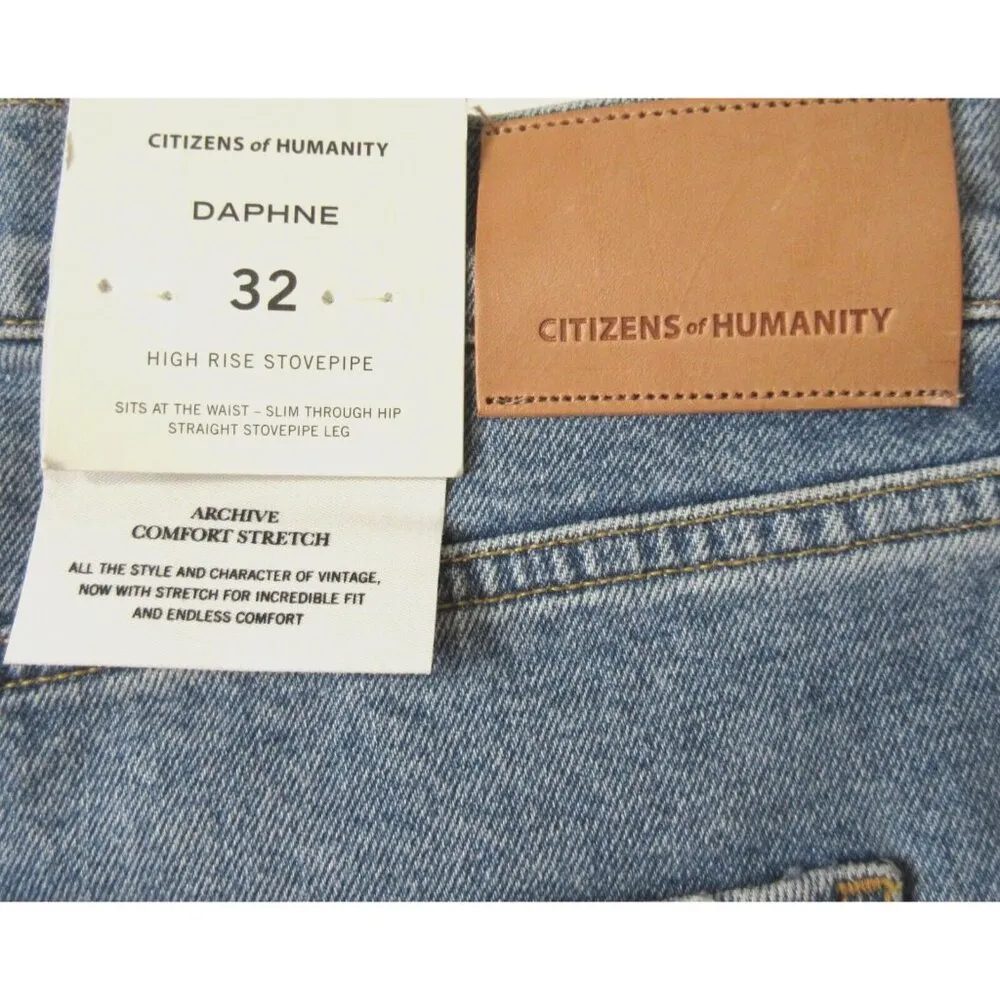 CITIZENS of HUMANITY
DAPHNE
32
HIGH RISE STOVEPIPE
SITS AT THE WAIST – SLIM THROUGH HIP
STRAIGHT STOVEPIPE LEG
ARCHIVE
COMFORT STRETCH
ALL THE STYLE AND CHARACTER OF VINTAGE,
NOW WITH STRETCH FOR INCREDIBLE FIT
AND ENDLESS COMFORT
CITIZENS of HUMANITY